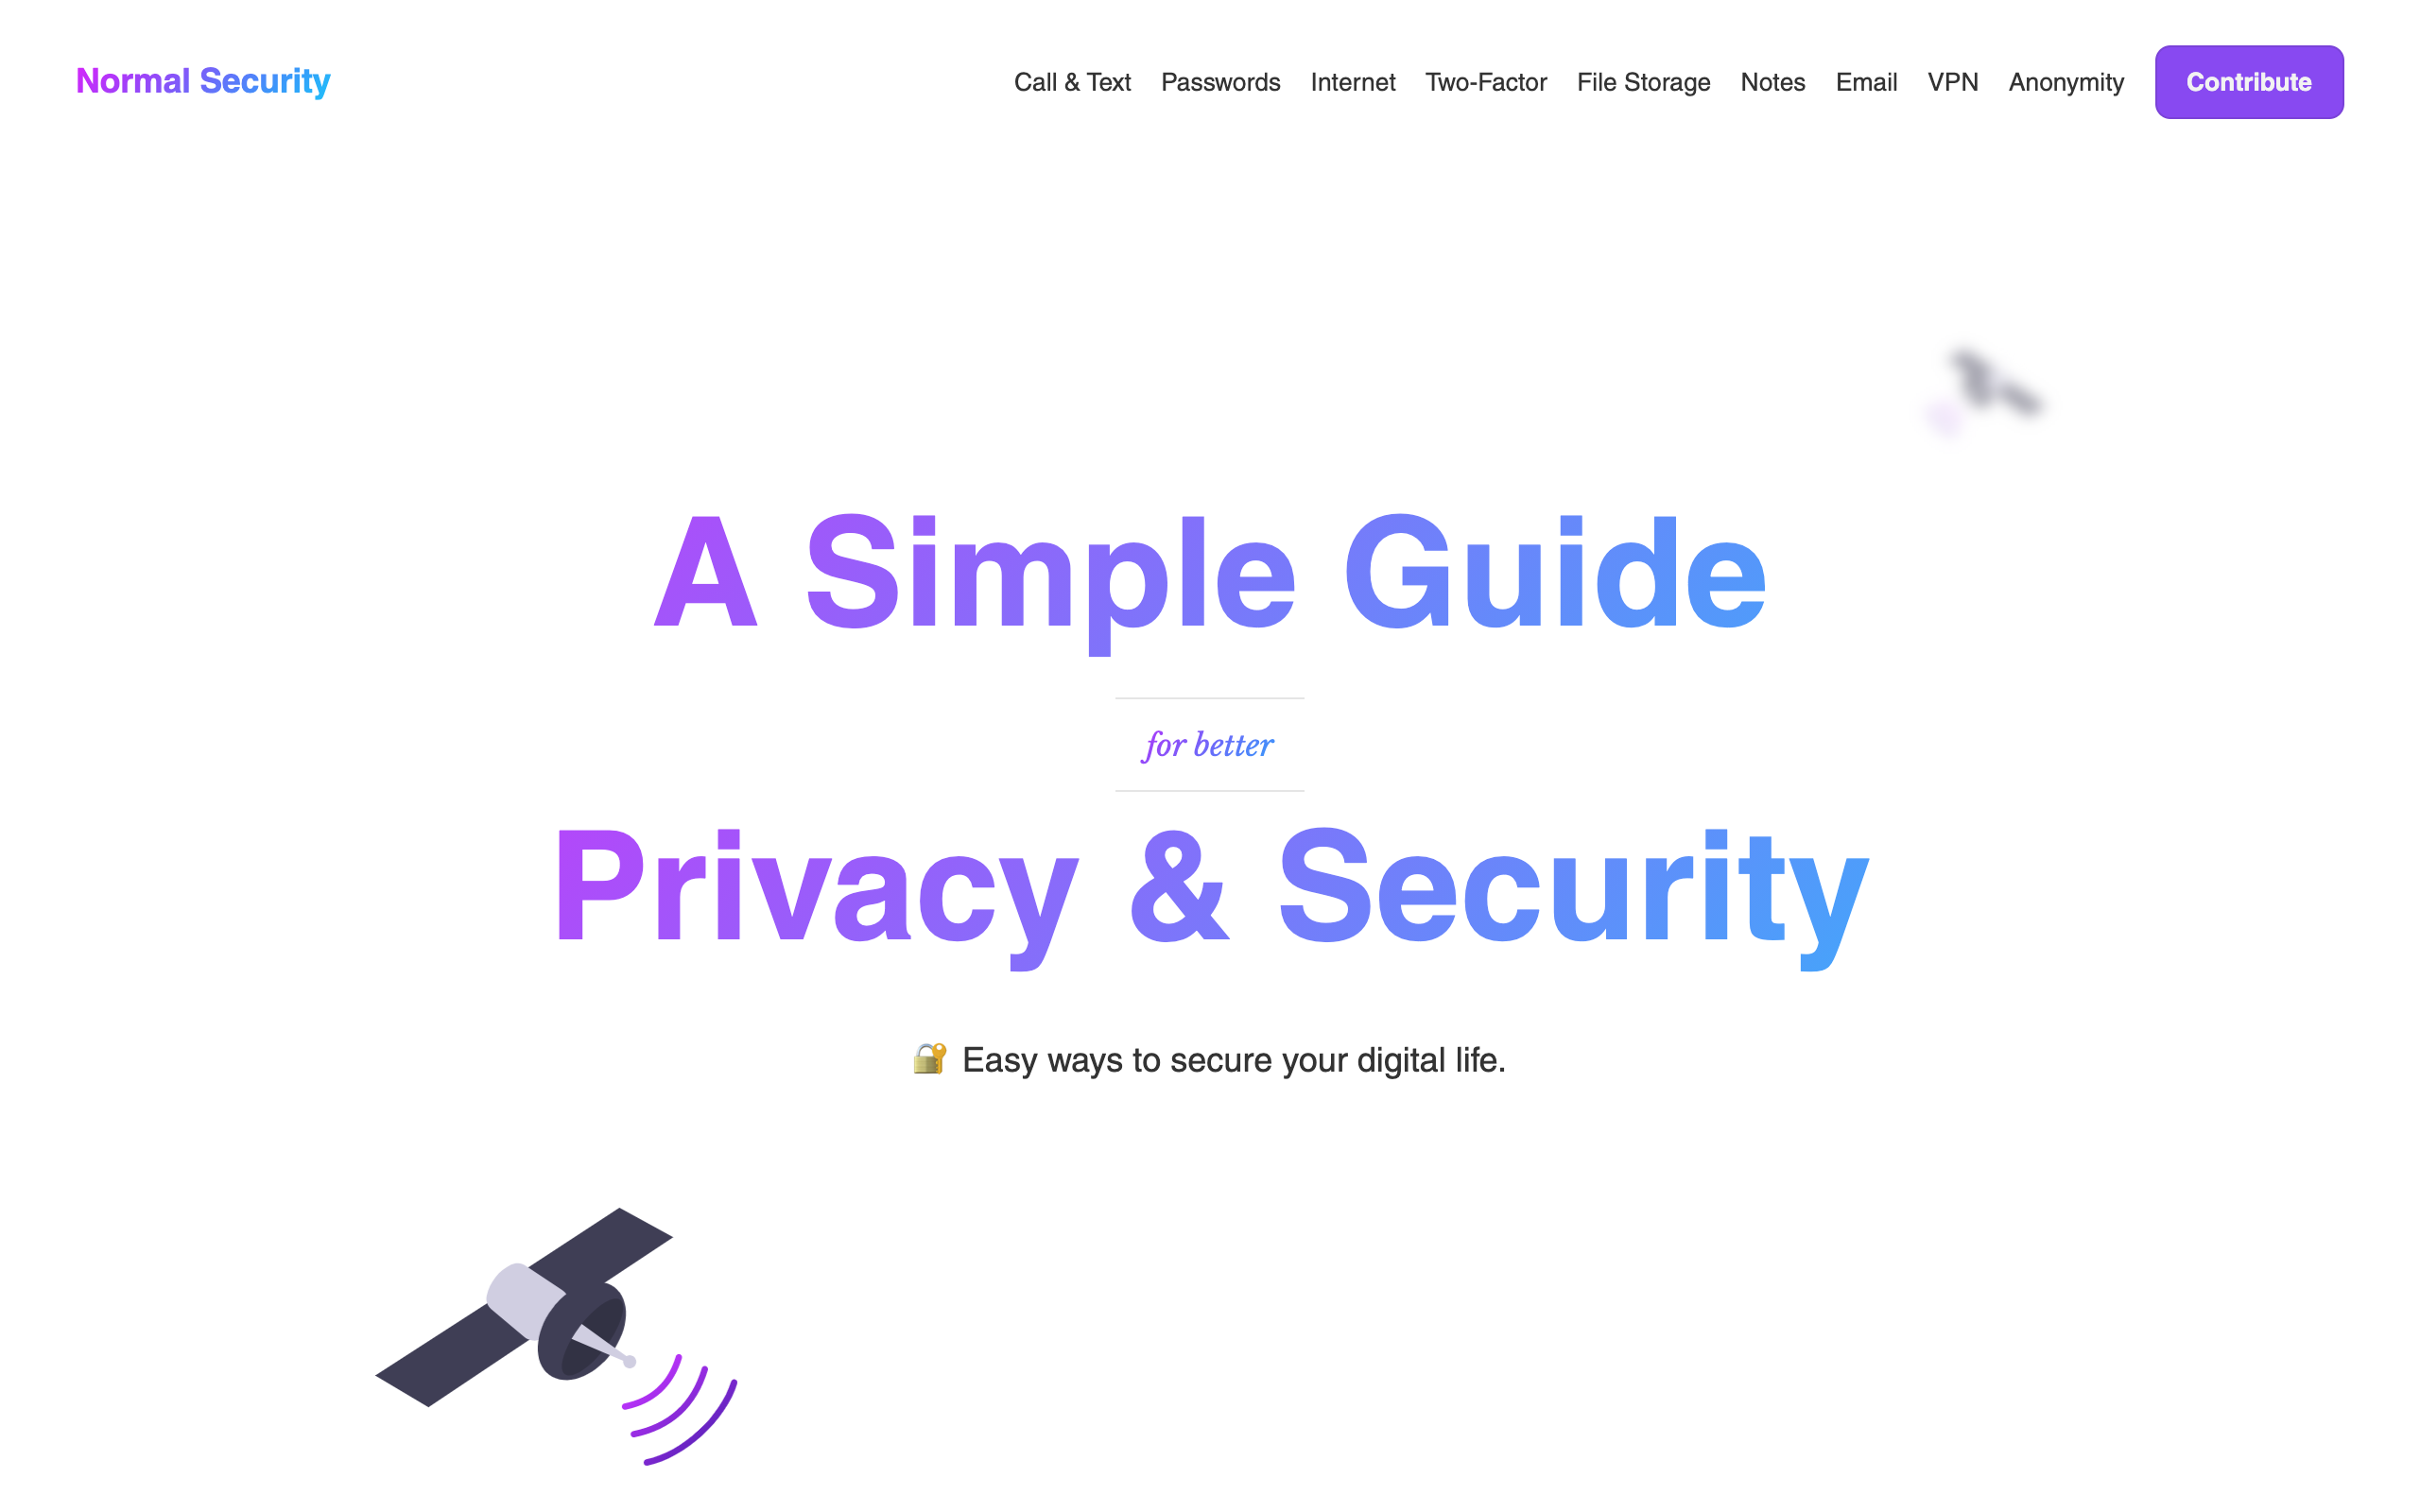 Normal Security
Call & Text Passwords Internet Two-Factor File Storage Notes Email VPN Anonymity Contribute
A Simple Guide
for better
Privacy & Security
🔐 Easy ways to secure your digital life.